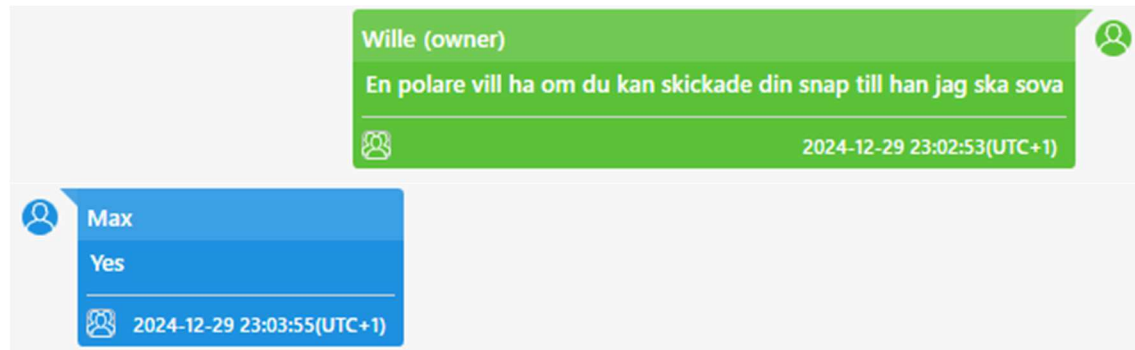 Wille (owner)
En polare vill ha om du kan skickade din snap till han jag ska sova
2024-12-29 23:02:53(UTC+1)
Max
Yes
2024-12-29 23:03:55(UTC+1)